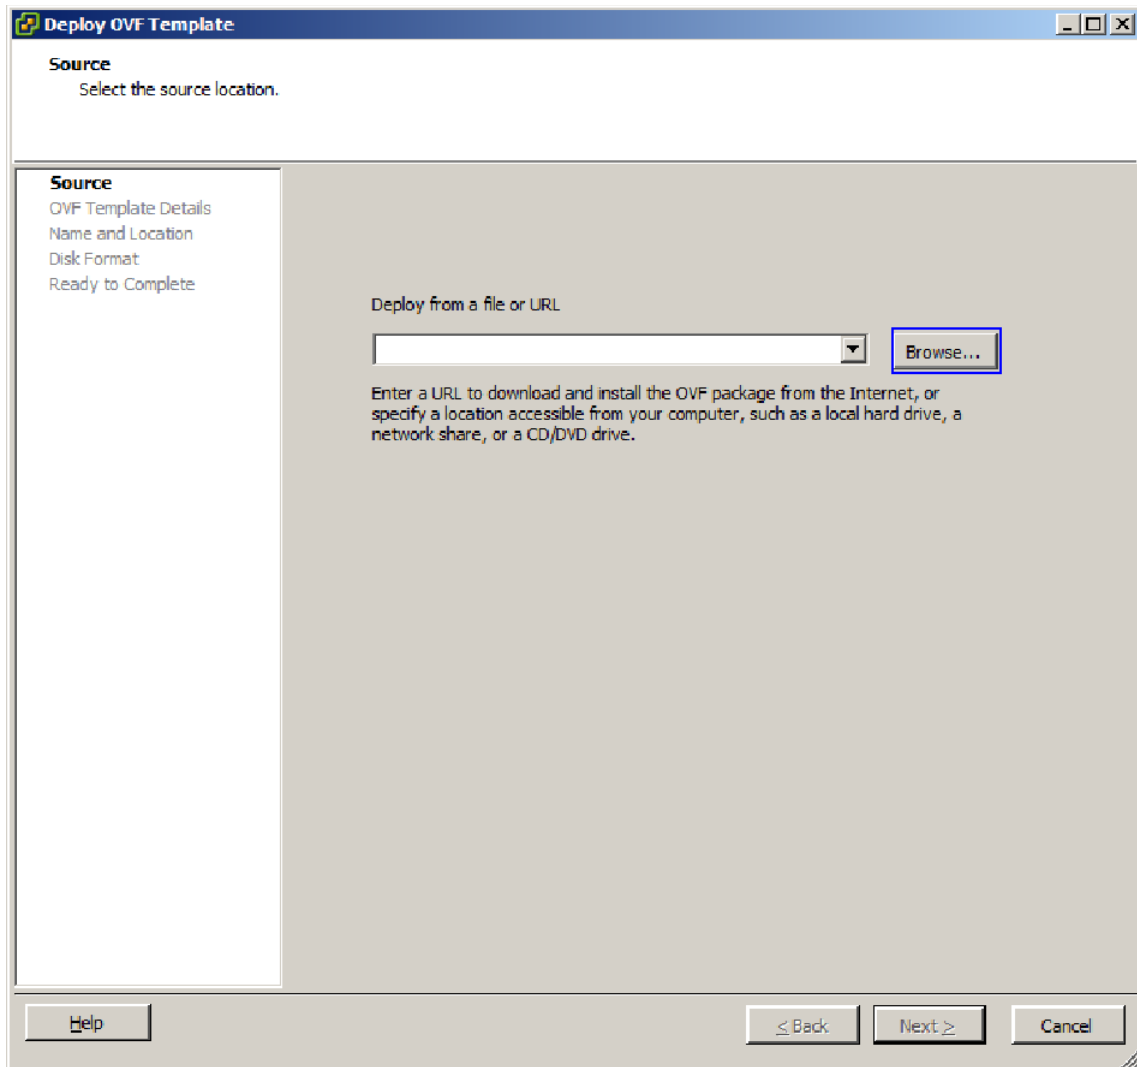 Deploy OVF Template
Source
Select the source location.
Source
OVF Template Details
Name and Location
Disk Format
Ready to Complete
Deploy from a file or URL
Browse...
Enter a URL to download and install the OVF package from the Internet, or
specify a location accessible from your computer, such as a local hard drive, a
network share, or a CD/DVD drive.
Help
< Back
Next >
Cancel